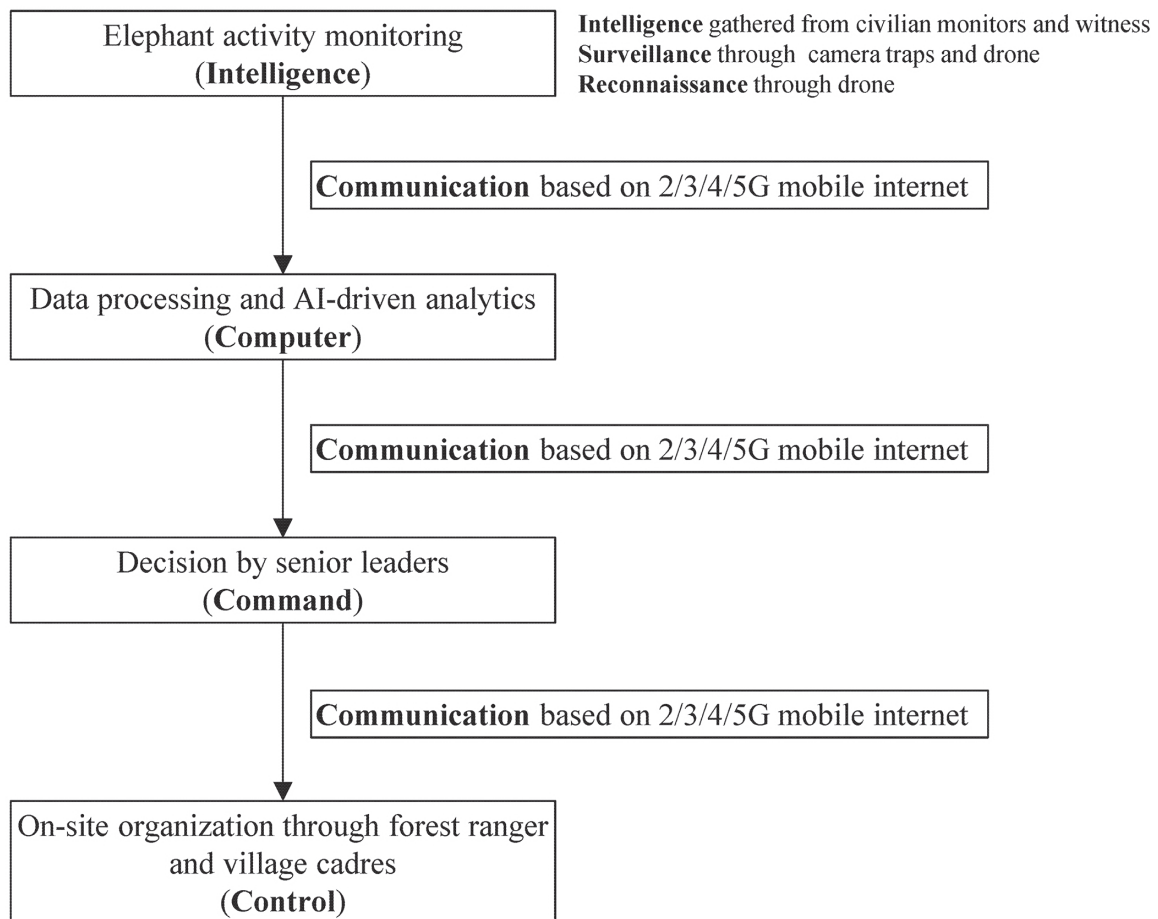 Elephant activity monitoring
(Intelligence)
Intelligence gathered from civilian monitors and witness
Surveillance through camera traps and drone
Reconnaissance through drone
Communication based on 2/3/4/5G mobile internet
Data processing and AI-driven analytics
(Computer)
Communication based on 2/3/4/5G mobile internet
Decision by senior leaders
(Command)
Communication based on 2/3/4/5G mobile internet
On-site organization through forest ranger
and village cadres
(Control)